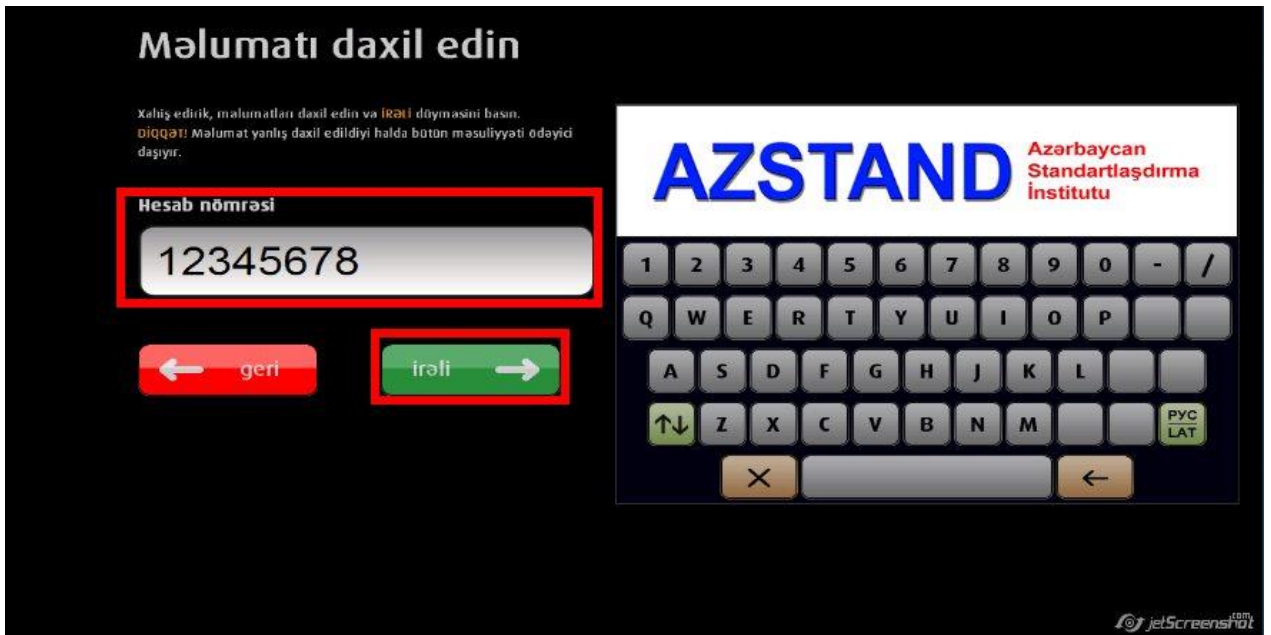 Məlumatı daxil edin
Xahiş edirik, məlumatları daxil edin və İRƏLİ düyməsini basın.
DİQQƏT! Məlumat yanlış daxil edildiyi halda bütün məsuliyyəti ödəyici
daşıyır.
Hesab nömrəsi
12345678
geri
irəli
AZSTAND
Azərbaycan
Standartlaşdırma
İnstitutu
1 2 3 4 5 6 7 8 9 0 - /
Q W E R T Y U I O P
A S D F G H J K L
↑↓ Z X C V B N M РУС
LAT
✕ ←
jetScreenshot.com